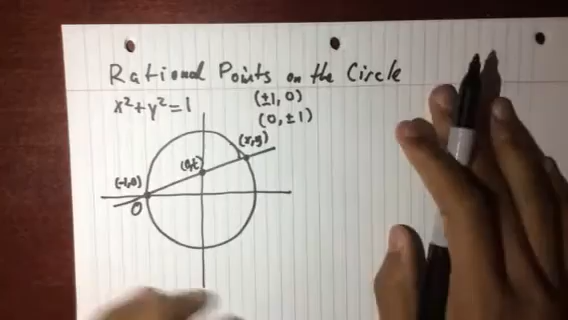 Rational Points on the Circle
x²+y²=1
(±1, 0)
(0, ±1)
(x,y)
(0,t)
(-1,0)
O